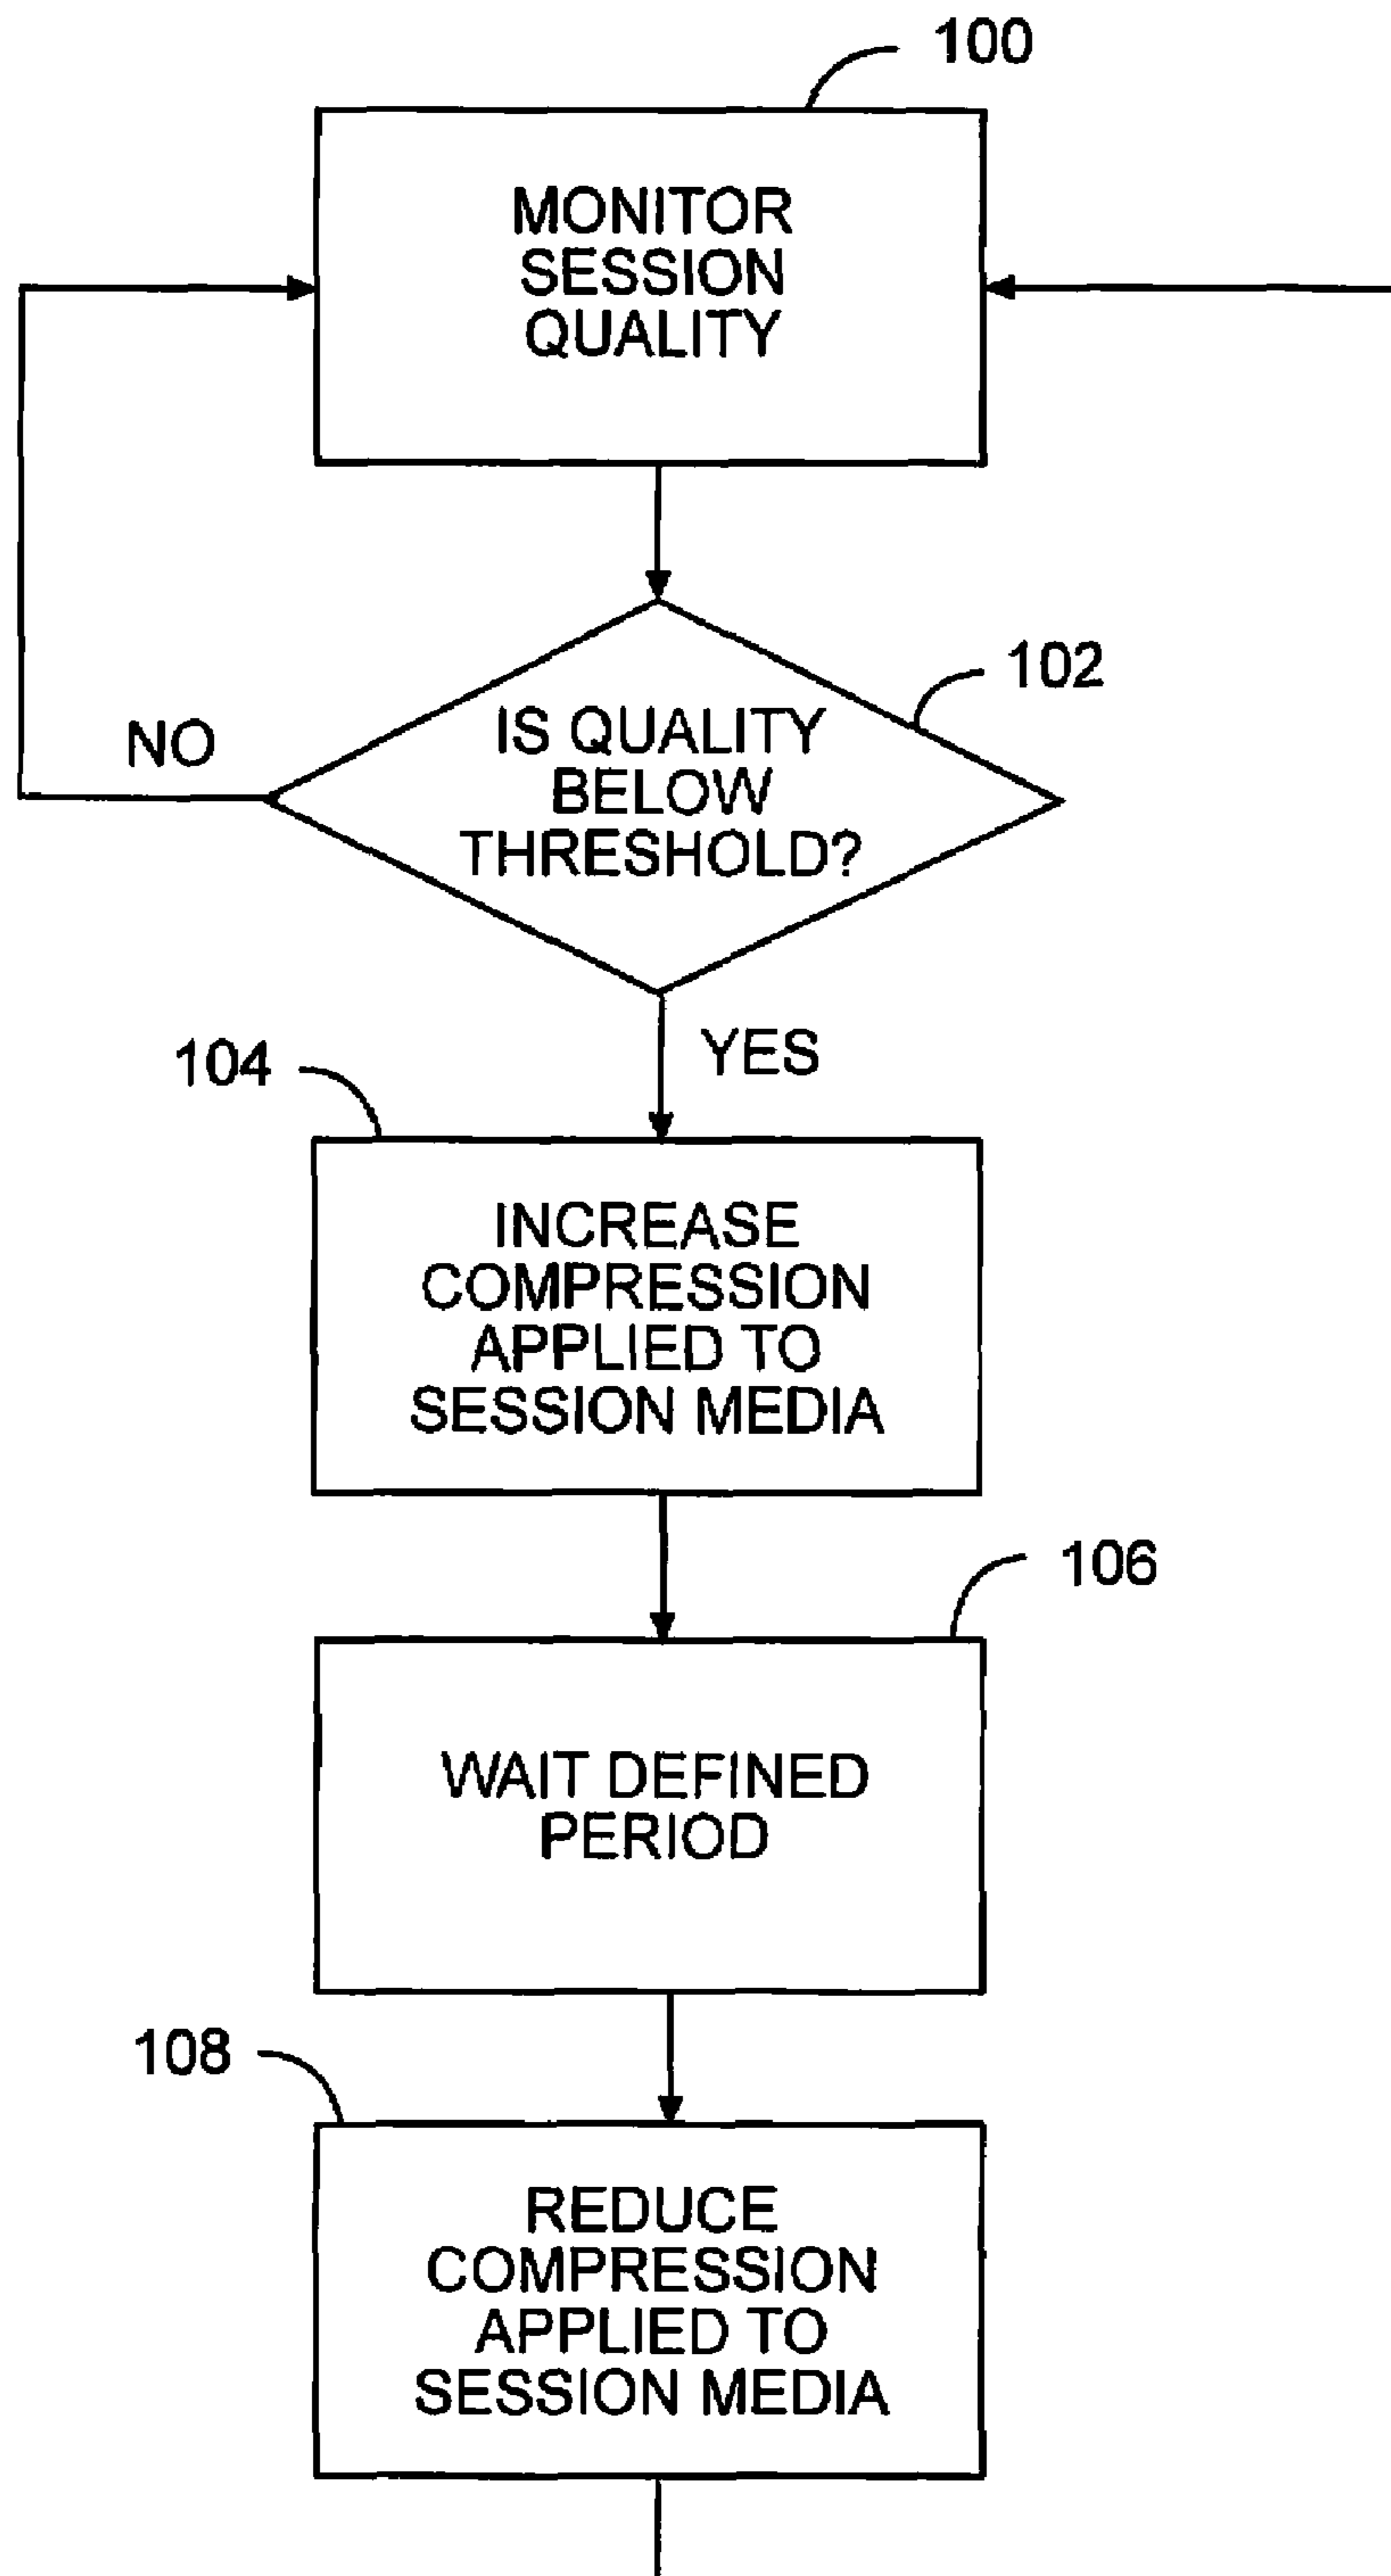 100
MONITOR
SESSION
QUALITY
102
IS QUALITY
BELOW
THRESHOLD?
NO
YES
104
INCREASE
COMPRESSION
APPLIED TO
SESSION MEDIA
106
WAIT DEFINED
PERIOD
108
REDUCE
COMPRESSION
APPLIED TO
SESSION MEDIA